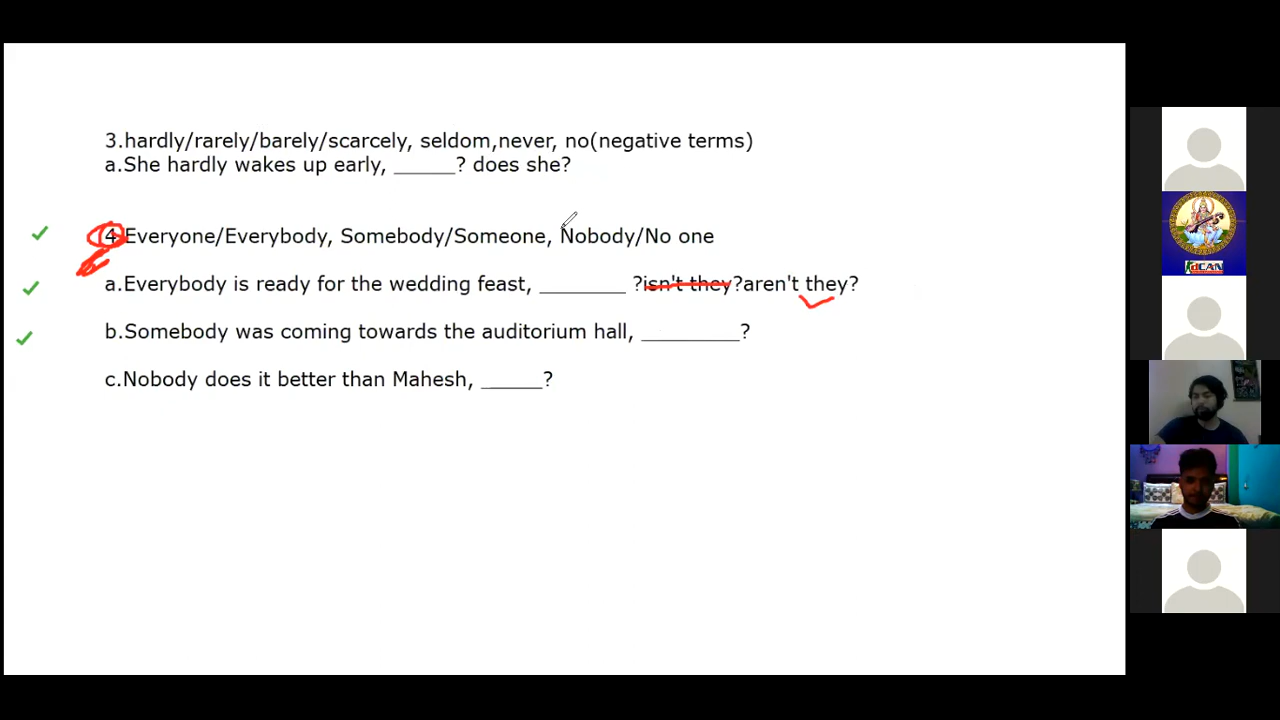 3.hardly/rarely/barely/scarcely, seldom,never, no(negative terms)
a.She hardly wakes up early, ______? does she?
4.Everyone/Everybody, Somebody/Someone, Nobody/No one
a.Everybody is ready for the wedding feast, ________ ?isn't they?aren't they?
b.Somebody was coming towards the auditorium hall, _________?
c.Nobody does it better than Mahesh, _____?
CAN